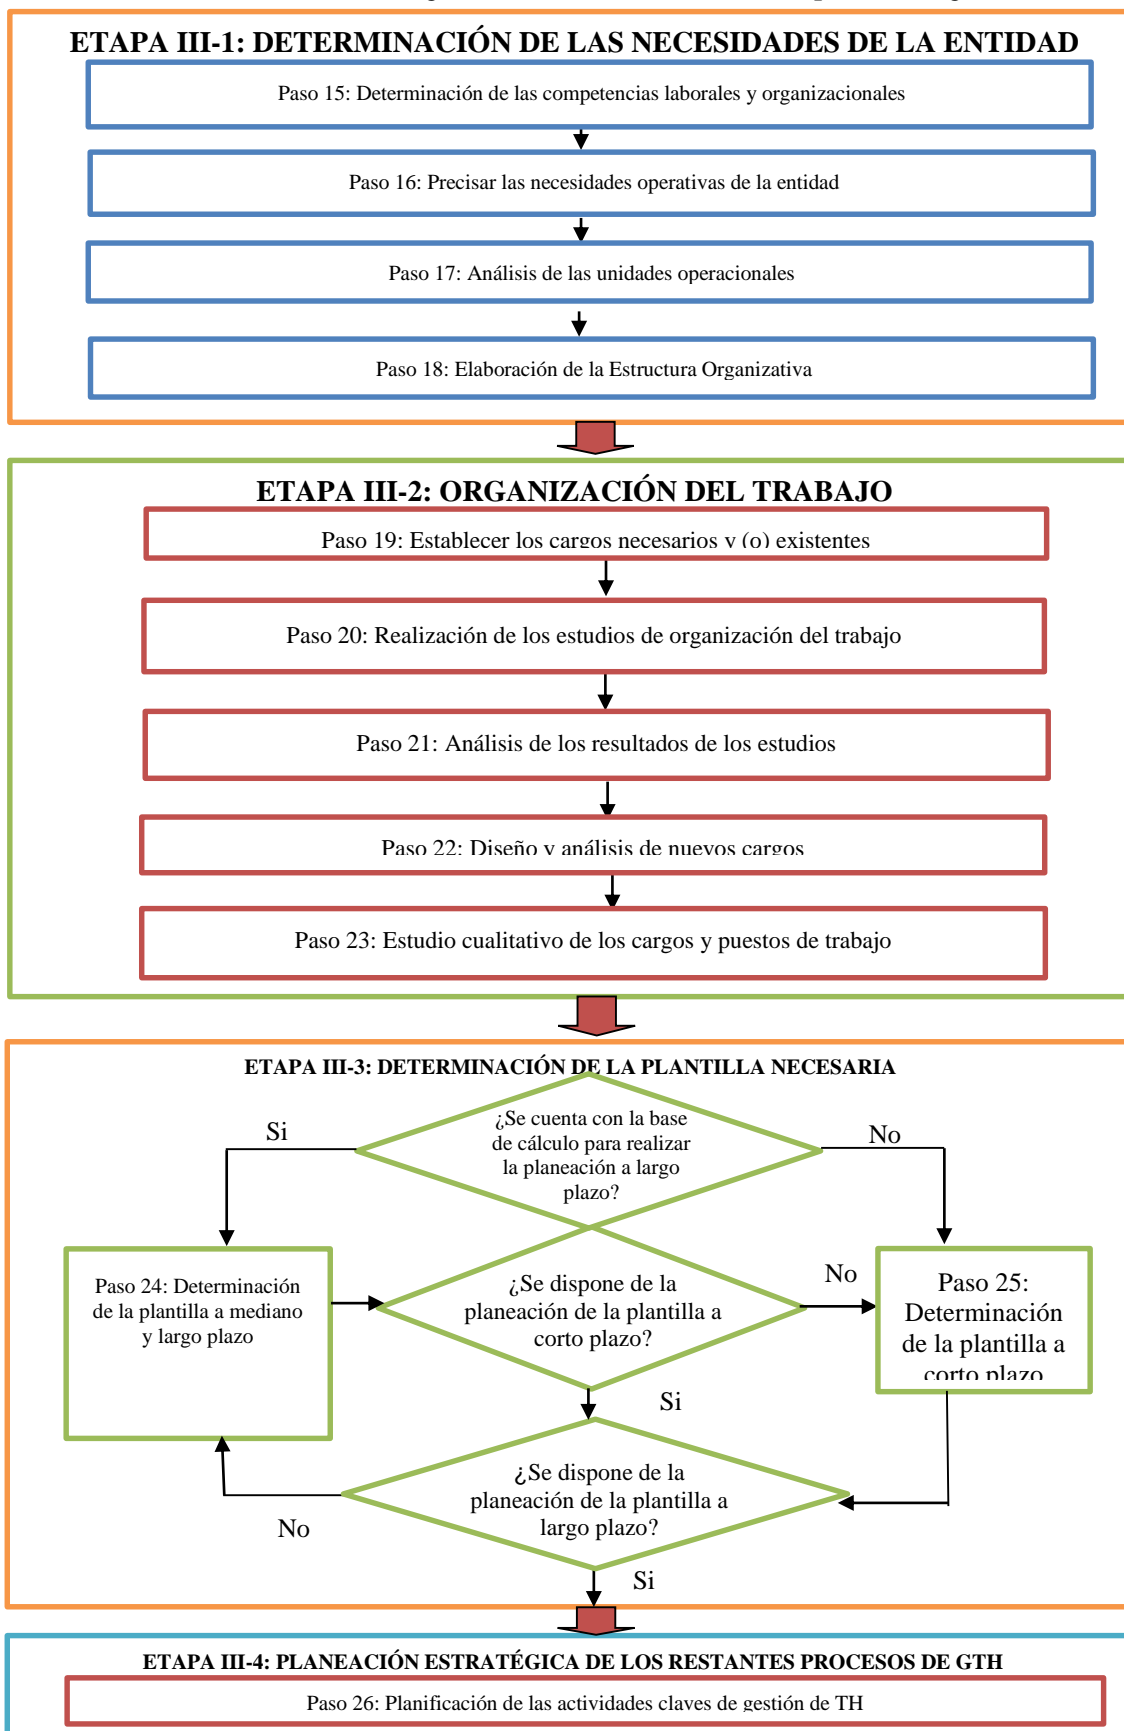 ETAPA III-1: DETERMINACIÓN DE LAS NECESIDADES DE LA ENTIDAD
Paso 15: Determinación de las competencias laborales y organizacionales
Paso 16: Precisar las necesidades operativas de la entidad
Paso 17: Análisis de las unidades operacionales
Paso 18: Elaboración de la Estructura Organizativa
ETAPA III-2: ORGANIZACIÓN DEL TRABAJO
Paso 19: Establecer los cargos necesarios y (o) existentes
Paso 20: Realización de los estudios de organización del trabajo
Paso 21: Análisis de los resultados de los estudios
Paso 22: Diseño y análisis de nuevos cargos
Paso 23: Estudio cualitativo de los cargos y puestos de trabajo
ETAPA III-3: DETERMINACIÓN DE LA PLANTILLA NECESARIA
¿Se cuenta con la base
de cálculo para realizar
la planeación a largo
plazo?
Si
No
Paso 24: Determinación
de la plantilla a mediano
y largo plazo
¿Se dispone de la
planeación de la plantilla a
corto plazo?
No
Paso 25:
Determinación
de la plantilla a
corto plazo
Si
¿Se dispone de la
planeación de la plantilla a
largo plazo?
No
Si
ETAPA III-4: PLANEACIÓN ESTRATÉGICA DE LOS RESTANTES PROCESOS DE GTH
Paso 26: Planificación de las actividades claves de gestión de TH